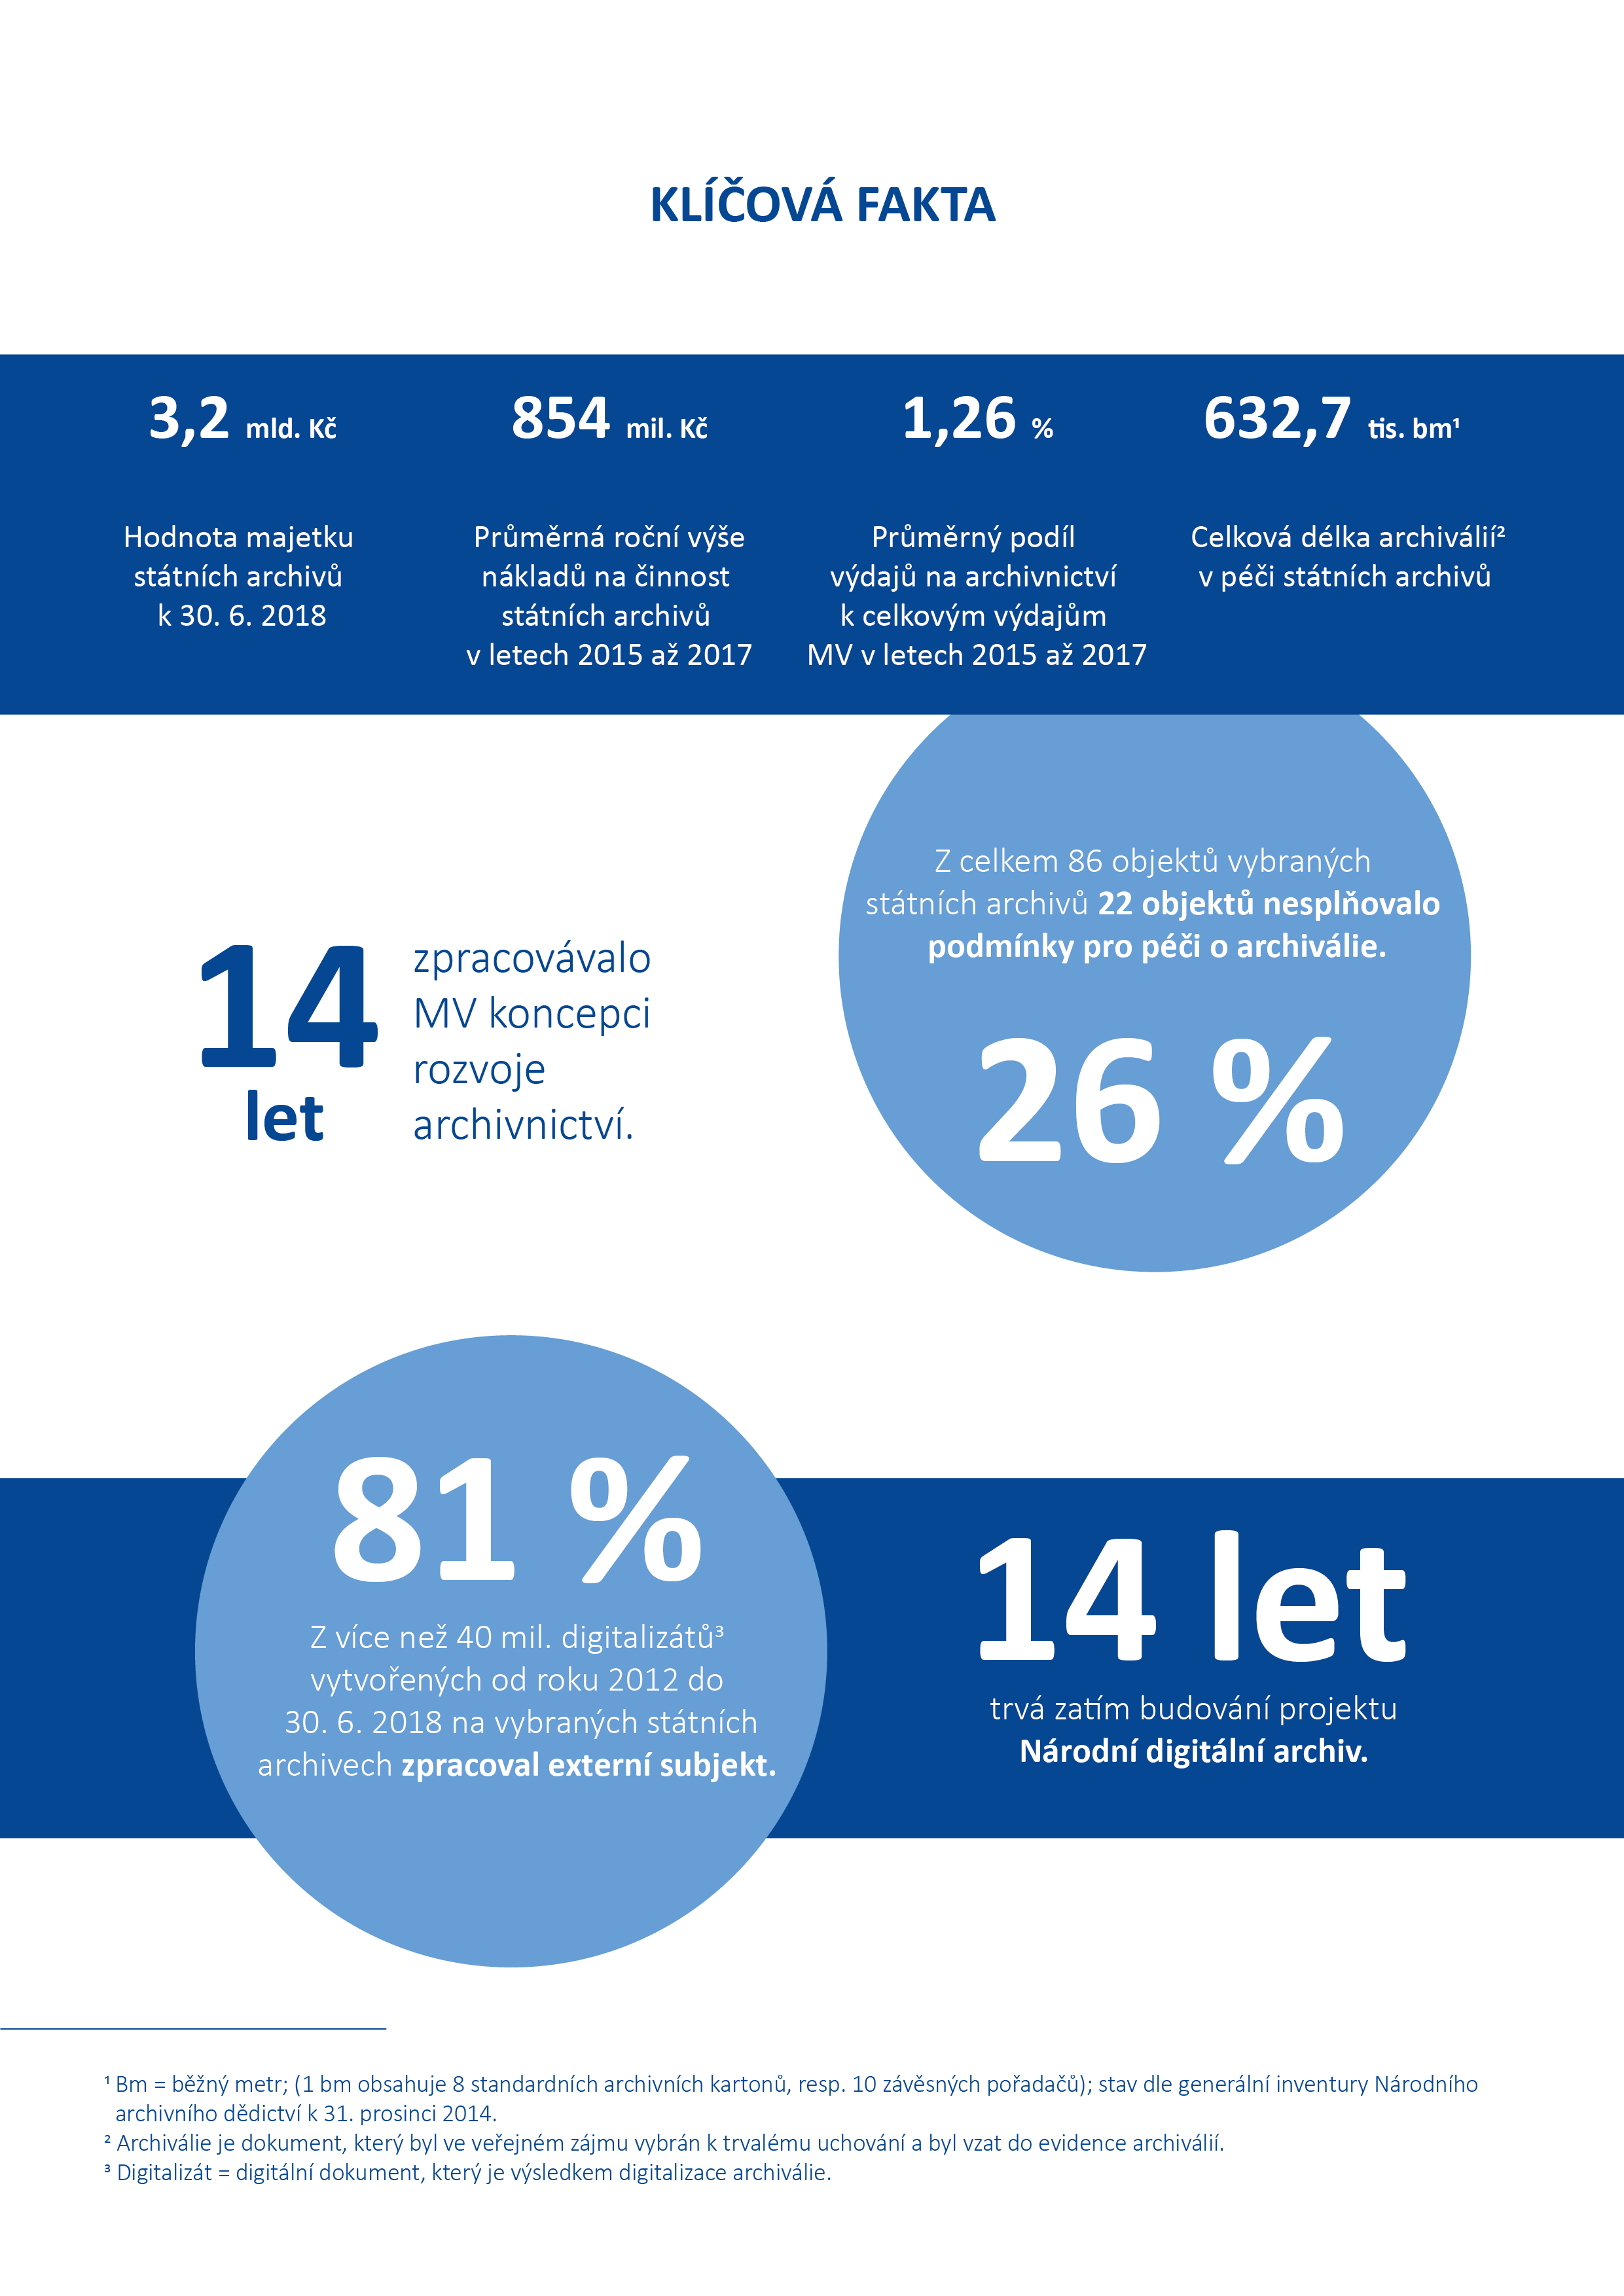 KLÍČOVÁ FAKTA
3,2 mld. Kč
Hodnota majetku
státních archivů
k 30. 6. 2018
854 mil. Kč
Průměrná roční výše
nákladů na činnost
státních archivů
v letech 2015 až 2017
1,26 %
Průměrný podíl
výdajů na archivnictví
k celkovým výdajům
MV v letech 2015 až 2017
632,7 tis. bm¹
Celková délka archiválií²
v péči státních archivů
14
let
zpracovávalo
MV koncepci
rozvoje
archivnictví.
Z celkem 86 objektů vybraných
státních archivů 22 objektů nesplňovalo
podmínky pro péči o archiválie.
26 %
81 %
Z více než 40 mil. digitalizátů³
vytvořených od roku 2012 do
30. 6. 2018 na vybraných státních
archivech zpracoval externí subjekt.
14 let
trvá zatím budování projektu
Národní digitální archiv.
¹ Bm = běžný metr; (1 bm obsahuje 8 standardních archivních kartonů, resp. 10 závěsných pořadačů); stav dle generální inventury Národního
archivního dědictví k 31. prosinci 2014.
² Archiválie je dokument, který byl ve veřejném zájmu vybrán k trvalému uchování a byl vzat do evidence archiválií.
³ Digitalizát = digitální dokument, který je výsledkem digitalizace archiválie.